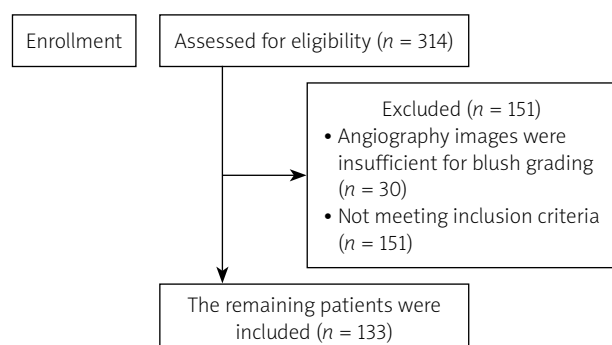 Enrollment
Assessed for eligibility (n = 314)
Excluded (n = 151)
• Angiography images were
insufficient for blush grading
(n = 30)
• Not meeting inclusion criteria
(n = 151)
The remaining patients were
included (n = 133)